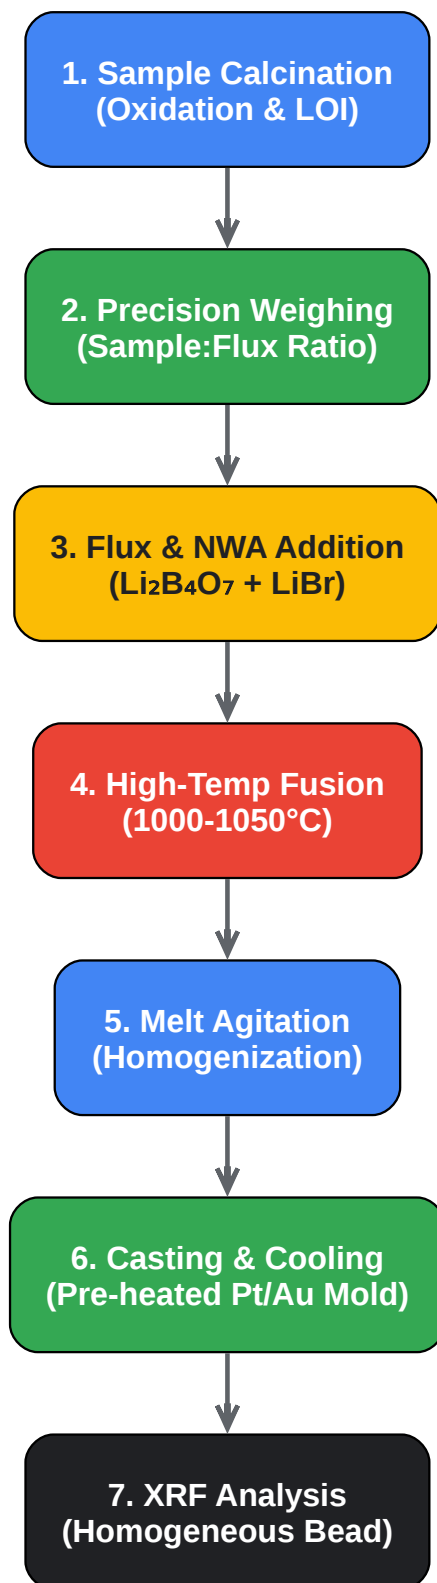 1. Sample Calcination
(Oxidation & LOI)
2. Precision Weighing
(Sample:Flux Ratio)
3. Flux & NWA Addition
(Li₂B₄O₇ + LiBr)
4. High-Temp Fusion
(1000-1050°C)
5. Melt Agitation
(Homogenization)
6. Casting & Cooling
(Pre-heated Pt/Au Mold)
7. XRF Analysis
(Homogeneous Bead)